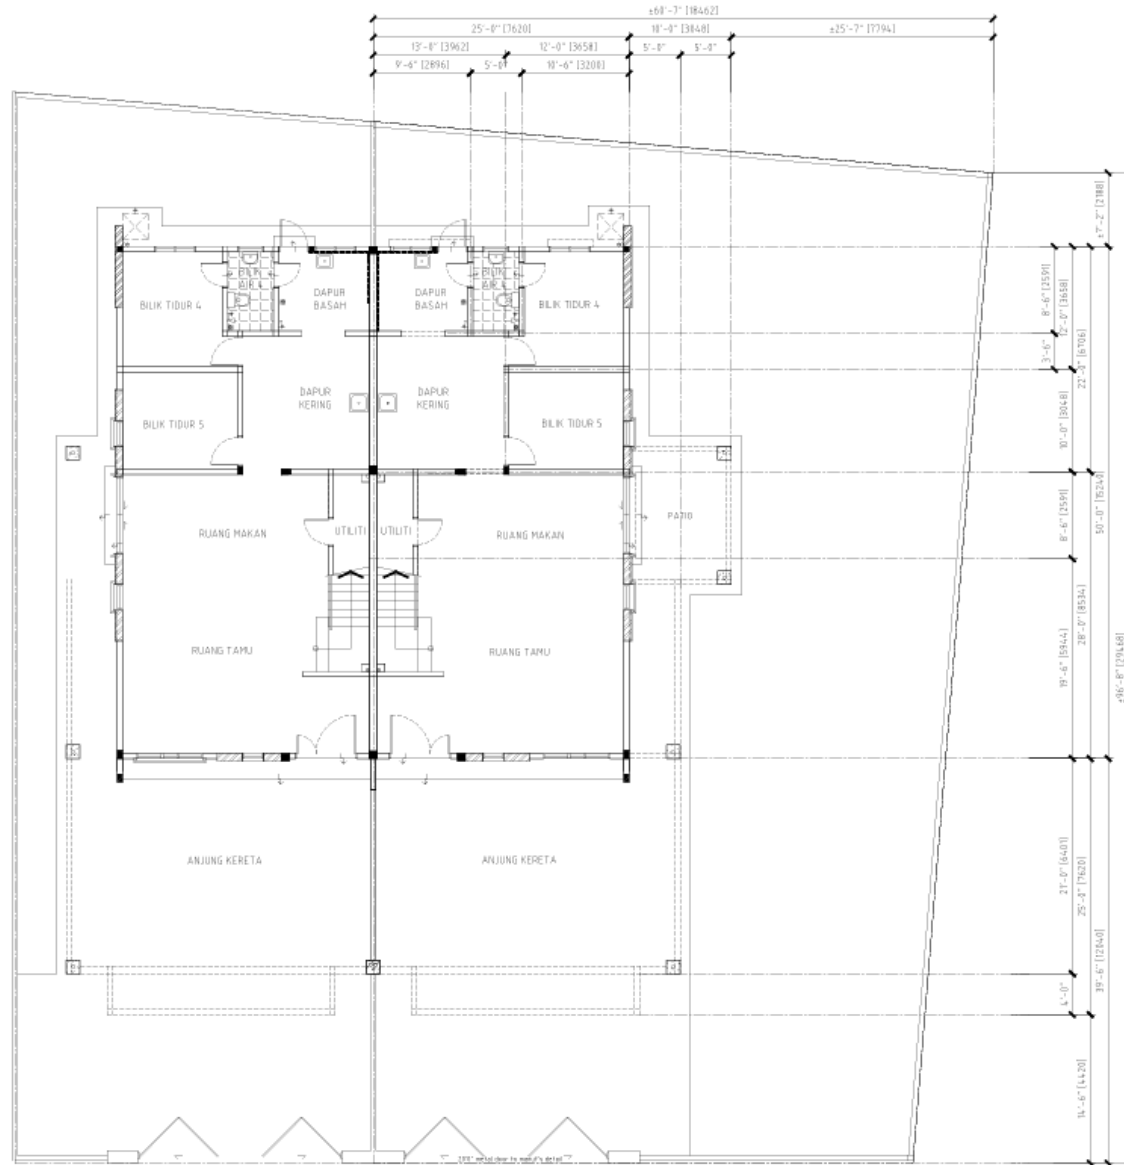 ±60'-7" [18462]
25'-0" [7620]
10'-0" [3048]
±25'-7" [7794]
13'-0" [3962]
12'-0" [3658]
5'-0"
5'-0"
9'-6" [2896]
5'-0"
10'-6" [3200]
±7'-2" [2188]
BILIK
AIR 4
BILIK
AIR 4
BILIK TIDUR 4
DAPUR
BASAH
DAPUR
BASAH
BILIK TIDUR 4
8'-6" [2591]
12'-0" [3658]
3'-6"
22'-0" [6706]
DAPUR
KERING
DAPUR
KERING
BILIK TIDUR 5
BILIK TIDUR 5
10'-0" [3048]
RUANG MAKAN
UTILITI
UTILITI
RUANG MAKAN
PATIO
8'-6" [2591]
50'-0" [15240]
RUANG TAMU
RUANG TAMU
19'-6" [5944]
28'-0" [8534]
±96'-8" [29468]
ANJUNG KERETA
ANJUNG KERETA
21'-0" [6401]
25'-0" [7620]
39'-6" [12040]
4'-0"
14'-6" [4420]